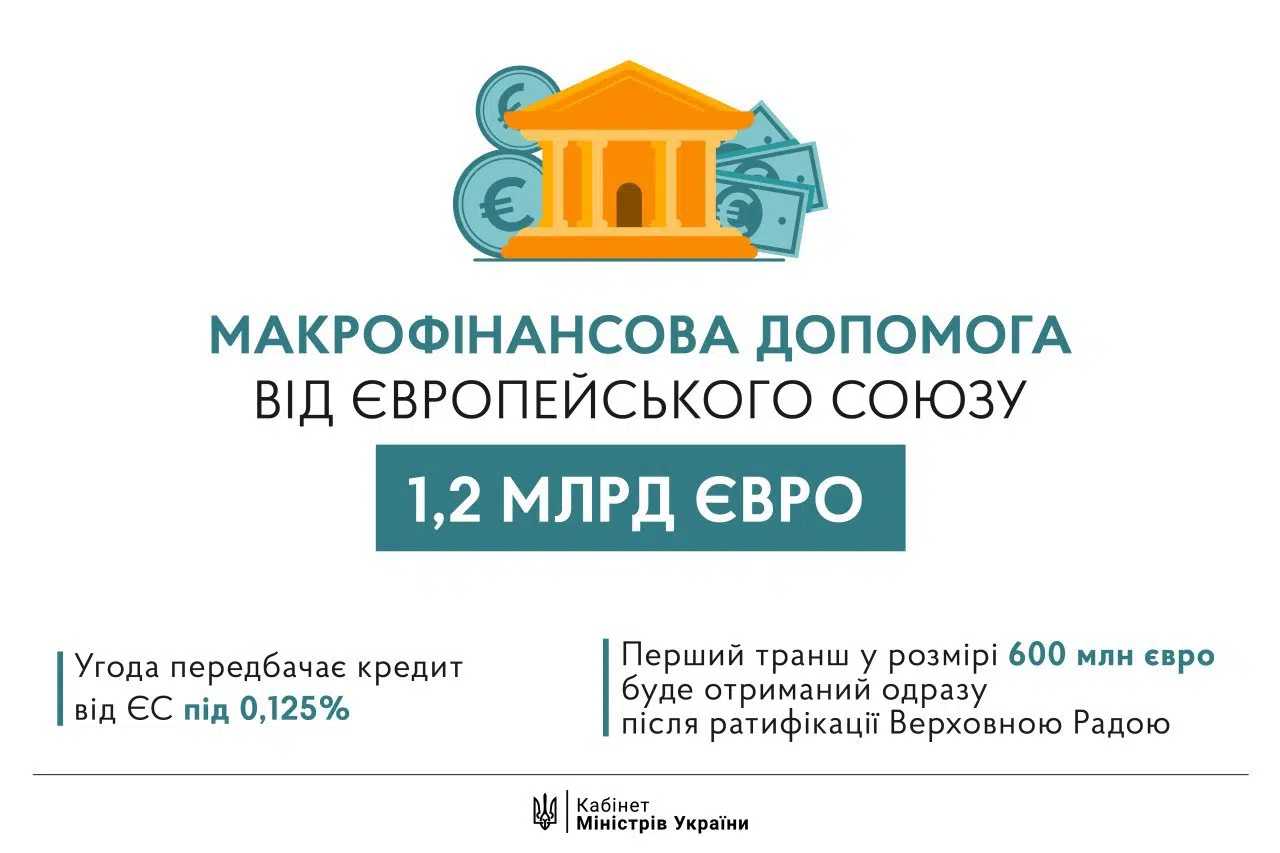 МАКРОФІНАНСОВА ДОПОМОГА
ВІД ЄВРОПЕЙСЬКОГО СОЮЗУ
1,2 МЛРД ЄВРО
Угода передбачає кредит
від ЄС під 0,125%
Перший транш у розмірі 600 млн євро
буде отриманий одразу
після ратифікації Верховною Радою
Кабінет
Міністрів України